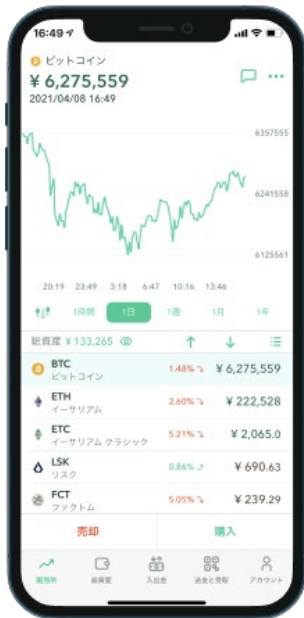 16:49
ビットコイン
¥ 6,275,559
2021/04/08 16:49
6357555
6241558
6125561
20:19 23:49 3:18 6:47 10:16 13:46
1時間 1日 1週 1月 1年
総資産 ¥ 133,265
BTC 1.48% ¥ 6,275,559
ビットコイン
ETH 2.60% ¥ 222,528
イーサリアム
ETC 5.21% ¥ 2,065.0
イーサリアム クラシック
LSK 0.86% ¥ 690.63
リスク
FCT 5.05% ¥ 239.29
ファクトム
売却 購入
販売所 総資産 入出金 送金と受取 アカウント